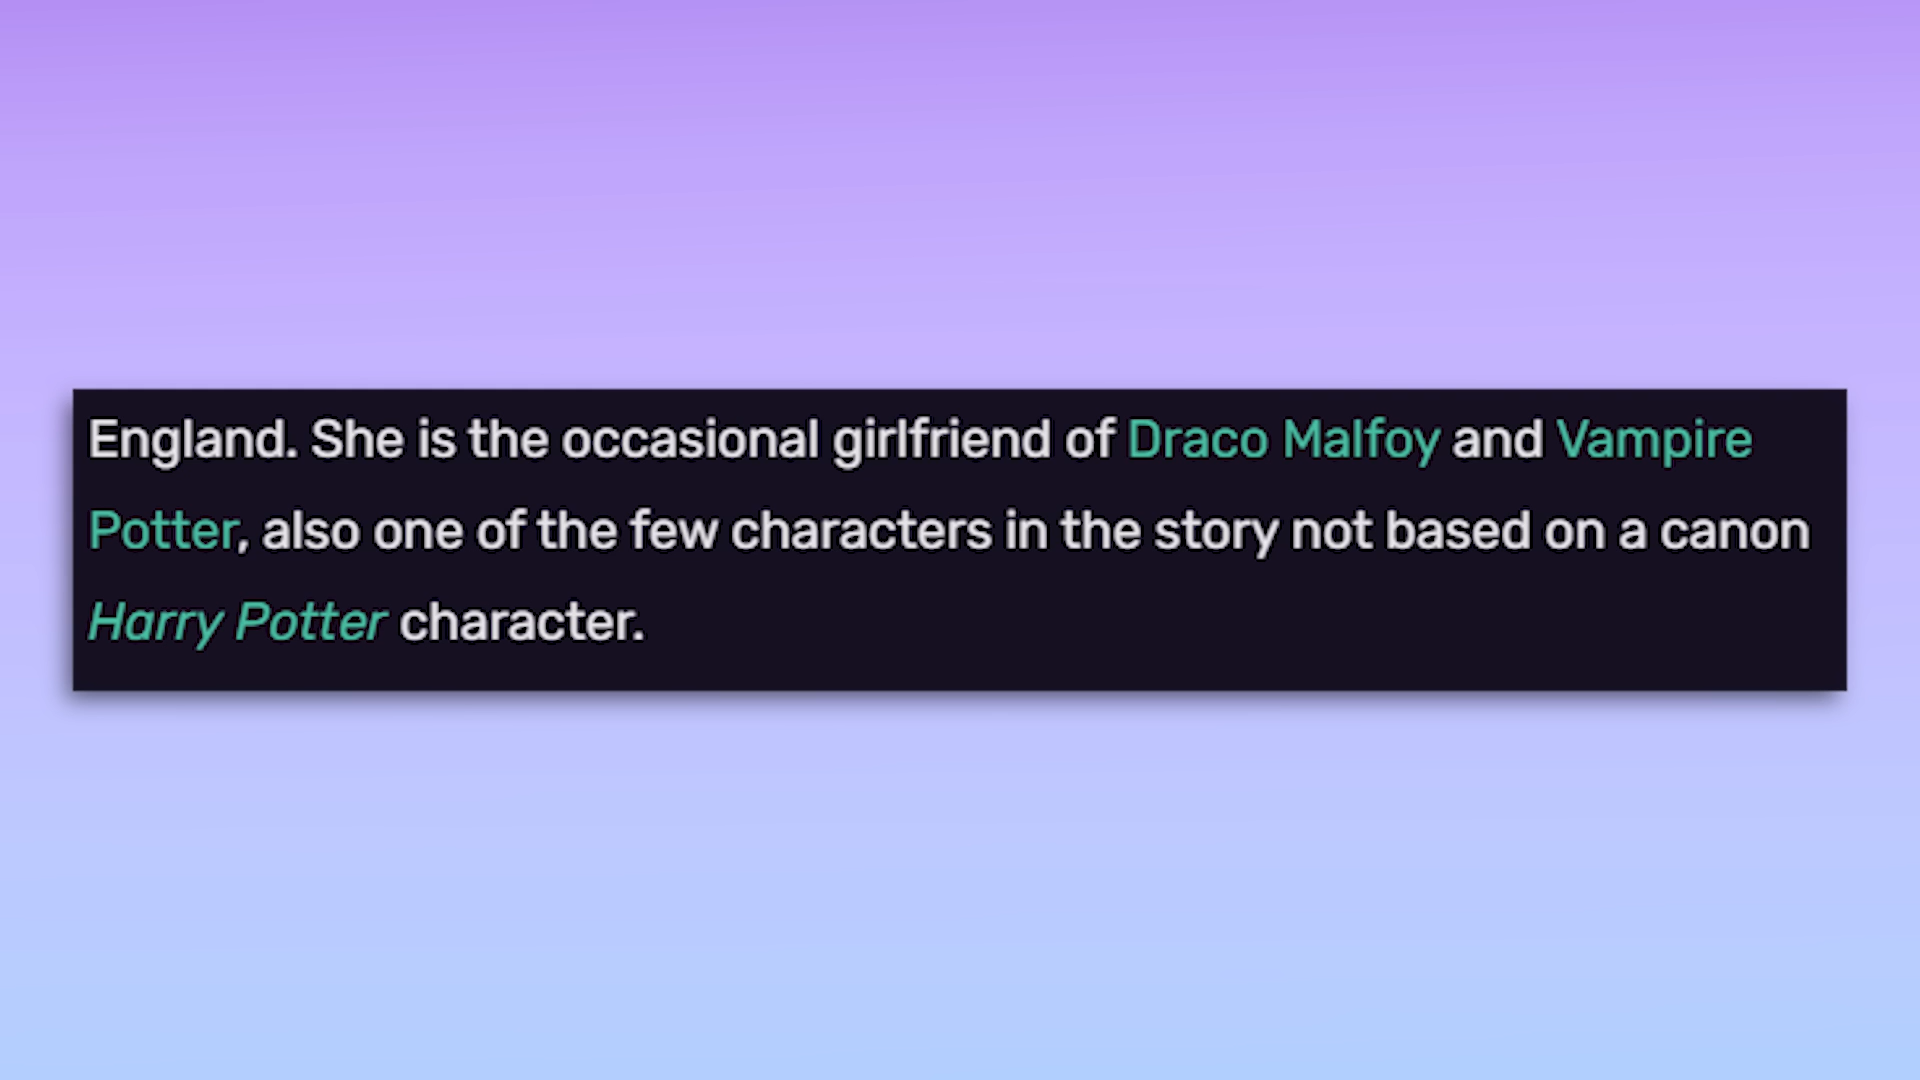 England. She is the occasional girlfriend of Draco Malfoy and Vampire
Potter, also one of the few characters in the story not based on a canon
Harry Potter character.